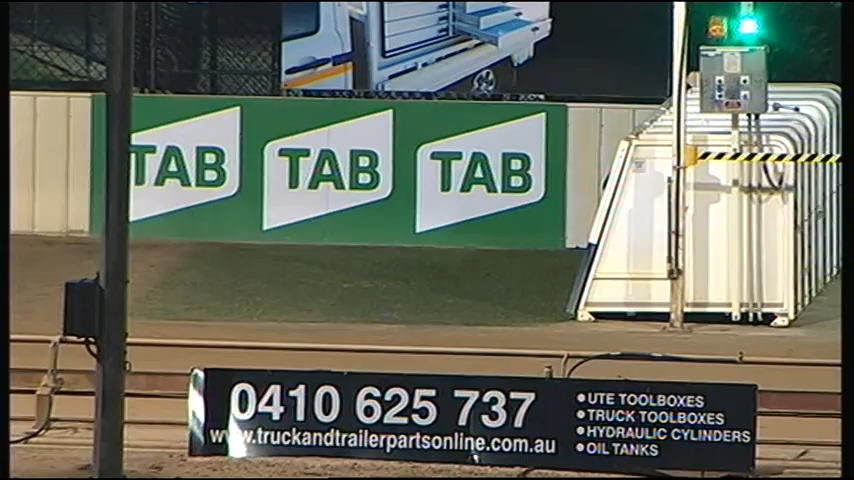 TAB TAB TAB
0410 625 737
www.truckandtrailerpartsonline.com.au
UTE TOOLBOXES
TRUCK TOOLBOXES
HYDRAULIC CYLINDERS
OIL TANKS